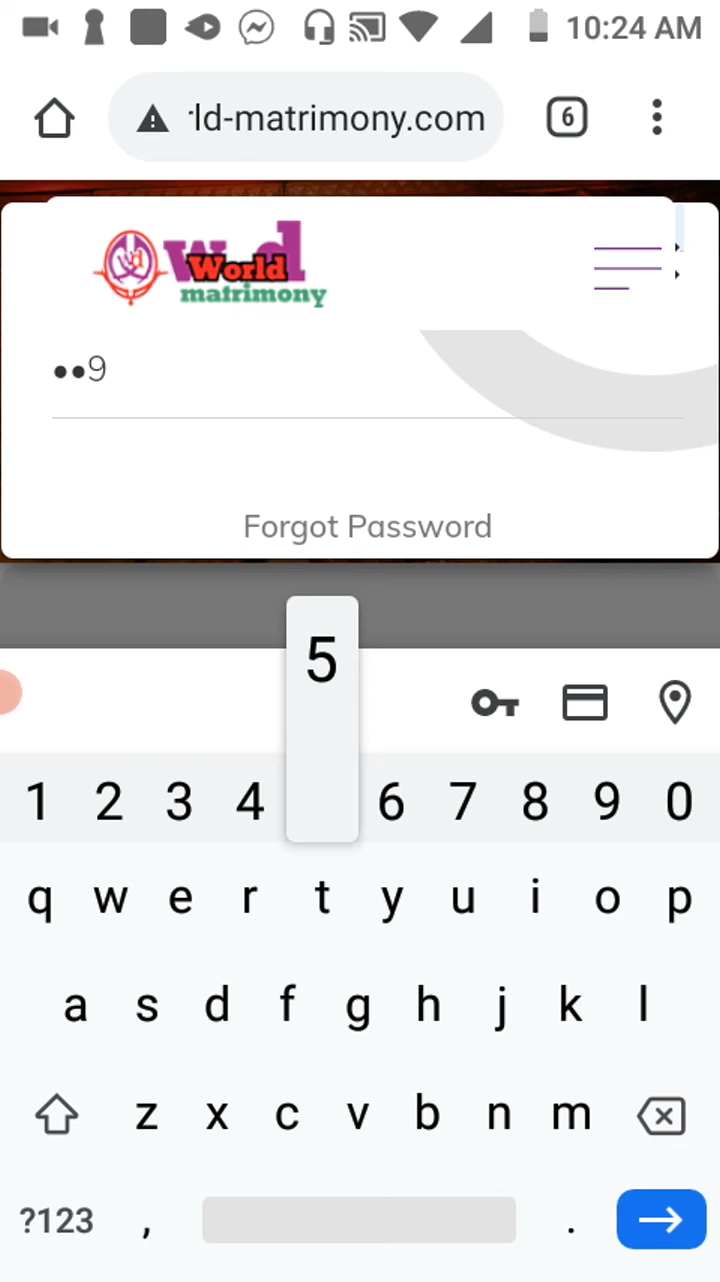 10:24 AM
ld-matrimony.com
6
World
matrimony
••9
Forgot Password
5
1 2 3 4 6 7 8 9 0
q w e r t y u i o p
a s d f g h j k l
z x c v b n m
?123 , .